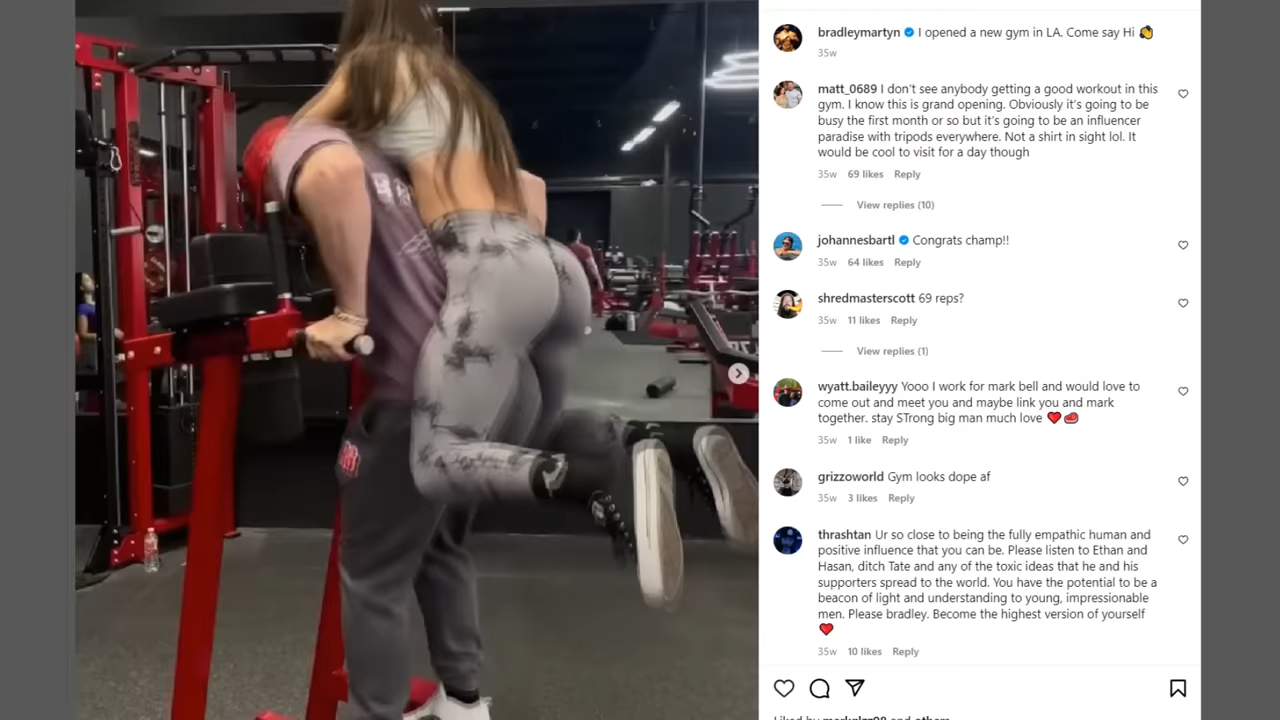 bradleymartyn I opened a new gym in LA. Come say Hi 👏
35w
matt_0689 I don't see anybody getting a good workout in this
gym. I know this is grand opening. Obviously it's going to be
busy the first month or so but it's going to be an influencer
paradise with tripods everywhere. Not a shirt in sight lol. It
would be cool to visit for a day though
35w 69 likes Reply
View replies (10)
johannesbartl Congrats champ!!
35w 64 likes Reply
shredmasterscott 69 reps?
35w 11 likes Reply
View replies (1)
wyatt.baileyyy Yooo I work for mark bell and would love to
come out and meet you and maybe link you and mark
together. stay STrong big man much love ❤️🥩
35w 1 like Reply
grizzoworld Gym looks dope af
35w 3 likes Reply
thrashtan Ur so close to being the fully empathic human and
positive influence that you can be. Please listen to Ethan and
Hasan, ditch Tate and any of the toxic ideas that he and his
supporters spread to the world. You have the potential to be a
beacon of light and understanding to young, impressionable
men. Please bradley. Become the highest version of yourself
❤️
35w 10 likes Reply